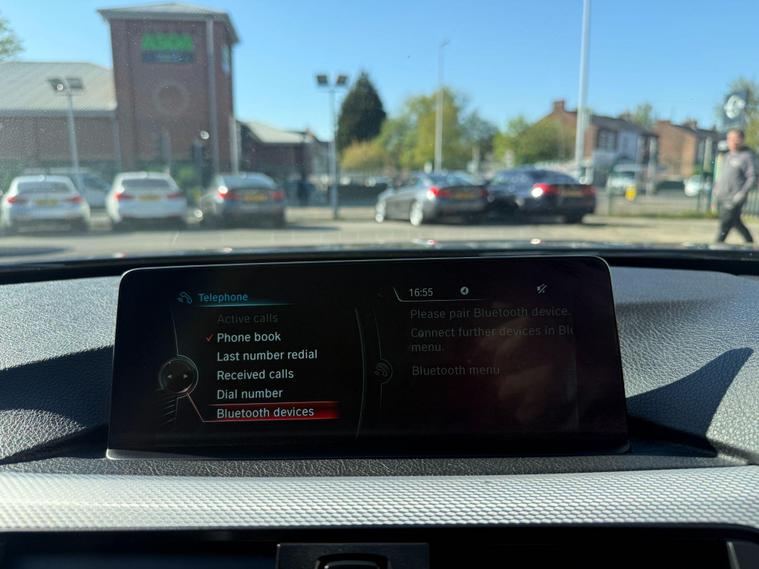 ASDA
Telephone
Active calls
Phone book
Last number redial
Received calls
Dial number
Bluetooth devices
16:55
Please pair Bluetooth device.
Connect further devices in Blu
menu.
Bluetooth menu